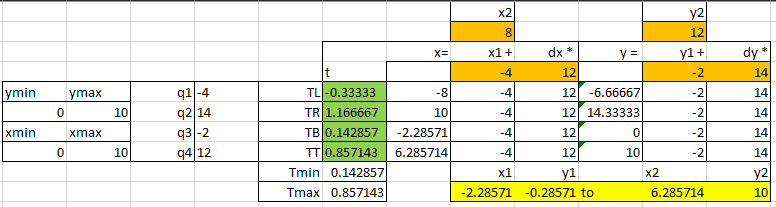 x2 y2
8 12
x= x1 + dx * y = y1 + dy *
t -4 12 -2 14
ymin ymax q1 -4 TL -0.33333 -8 -4 12 -6.66667 -2 14
0 10 q2 14 TR 1.166667 10 -4 12 14.33333 -2 14
xmin xmax q3 -2 TB 0.142857 -2.28571 -4 12 0 -2 14
0 10 q4 12 TT 0.857143 6.285714 -4 12 10 -2 14
Tmin 0.142857 x1 y1 x2 y2
Tmax 0.857143 -2.28571 -0.28571 to 6.285714 10